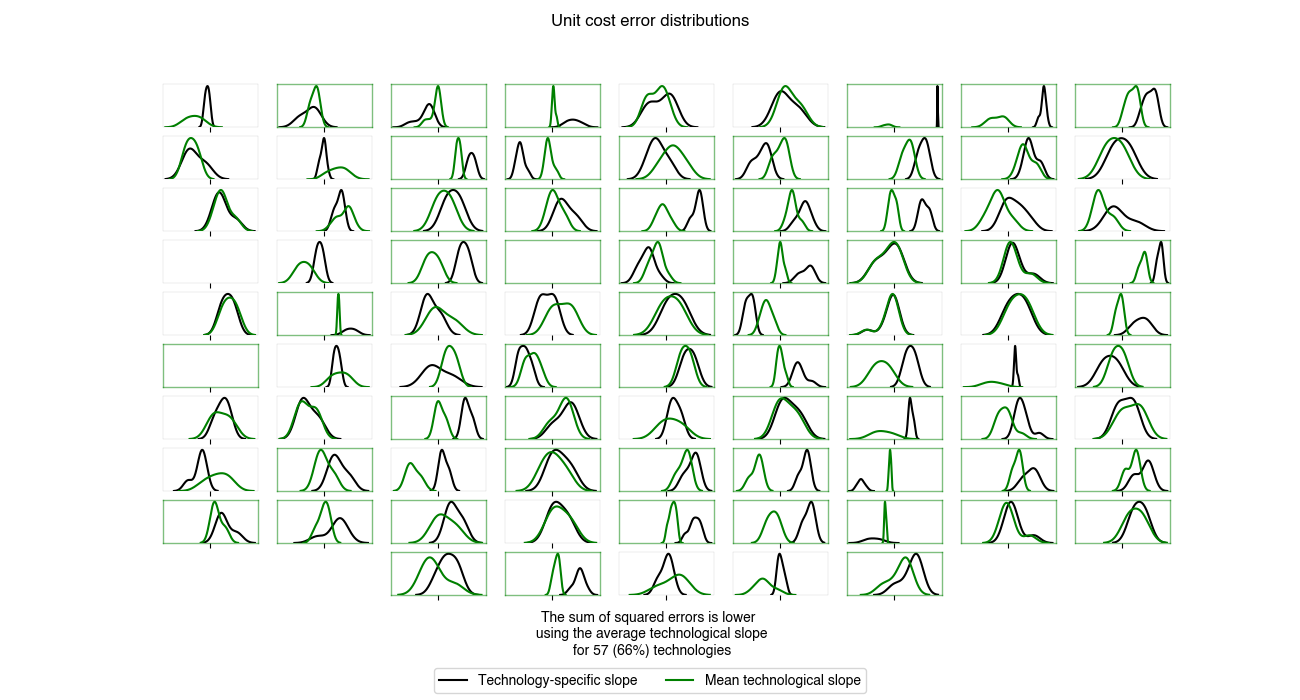 Unit cost error distributions
The sum of squared errors is lower
using the average technological slope
for 57 (66%) technologies
Technology-specific slope
Mean technological slope